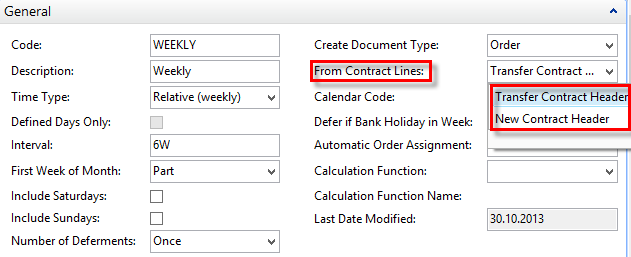 General
Code: WEEKLY
Description: Weekly
Time Type: Relative (weekly)
Defined Days Only:
Interval: 6W
First Week of Month: Part
Include Saturdays:
Include Sundays:
Number of Deferments: Once
Create Document Type: Order
From Contract Lines: Transfer Contract ...
Transfer Contract Header
New Contract Header
Calendar Code:
Defer if Bank Holiday in Week:
Automatic Order Assignment:
Calculation Function:
Calculation Function Name:
Last Date Modified: 30.10.2013